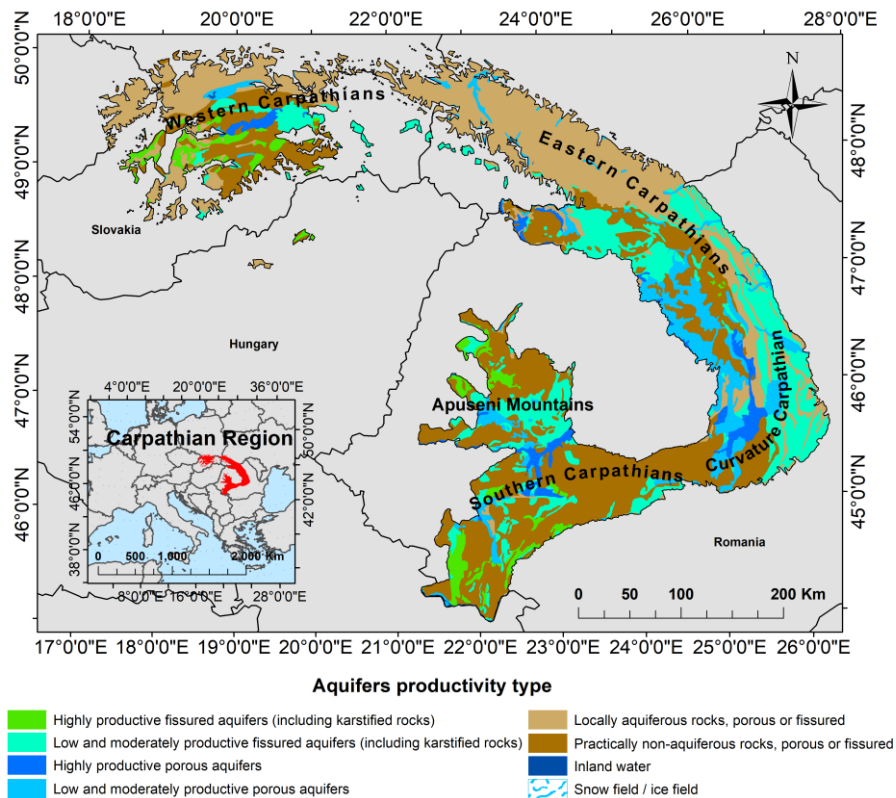 18°0'0"E 20°0'0"E 22°0'0"E 24°0'0"E 26°0'0"E 28°0'0"E
50°0'0"N
49°0'0"N
48°0'0"N
47°0'0"N
46°0'0"N
48°0'0"N
47°0'0"N
46°0'0"N
45°0'0"N
N
Western Carpathians
Eastern Carpathians
Slovakia
Hungary
Apuseni Mountains
Curvature Carpathian
Southern Carpathians
Romania
4°0'0"E 20°0'0"E 36°0'0"E
54°0'0"N
46°0'0"N
38°0'0"N
50°0'0"N
42°0'0"N
Carpathian Region
0 500 1,000 2,000 Km
8°0'0"E 16°0'0"E 28°0'0"E
0 50 100 200 Km
17°0'0"E 18°0'0"E 19°0'0"E 20°0'0"E 21°0'0"E 22°0'0"E 23°0'0"E 24°0'0"E 25°0'0"E 26°0'0"E
Aquifers productivity type
Highly productive fissured aquifers (including karstified rocks)
Low and moderately productive fissured aquifers (including karstified rocks)
Highly productive porous aquifers
Low and moderately productive porous aquifers
Locally aquiferous rocks, porous or fissured
Practically non-aquiferous rocks, porous or fissured
Inland water
Snow field / ice field